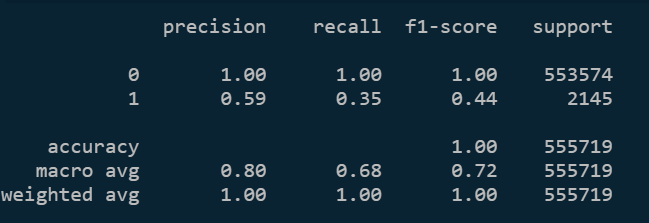 precision recall f1-score support
0 1.00 1.00 1.00 553574
1 0.59 0.35 0.44 2145
accuracy 1.00 555719
macro avg 0.80 0.68 0.72 555719
weighted avg 1.00 1.00 1.00 555719